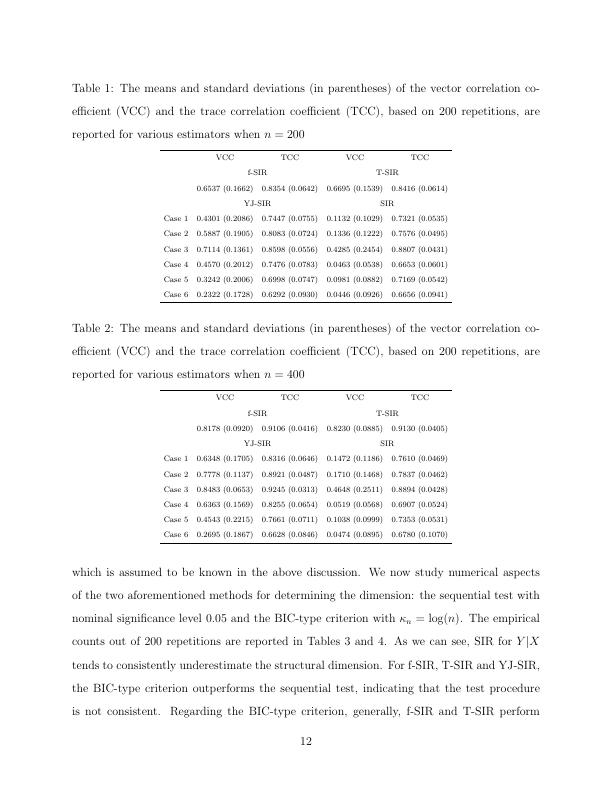 Table 1: The means and standard deviations (in parentheses) of the vector correlation co-
efficient (VCC) and the trace correlation coefficient (TCC), based on 200 repetitions, are
reported for various estimators when n = 200
VCC TCC VCC TCC
f-SIR T-SIR
0.6537 (0.1662) 0.8354 (0.0642) 0.6695 (0.1539) 0.8416 (0.0614)
YJ-SIR SIR
Case 1 0.4301 (0.2086) 0.7447 (0.0755) 0.1132 (0.1029) 0.7321 (0.0535)
Case 2 0.5887 (0.1905) 0.8083 (0.0724) 0.1336 (0.1222) 0.7576 (0.0495)
Case 3 0.7114 (0.1361) 0.8598 (0.0556) 0.4285 (0.2454) 0.8807 (0.0431)
Case 4 0.4570 (0.2012) 0.7476 (0.0783) 0.0463 (0.0538) 0.6653 (0.0601)
Case 5 0.3242 (0.2006) 0.6998 (0.0747) 0.0981 (0.0882) 0.7169 (0.0542)
Case 6 0.2322 (0.1728) 0.6292 (0.0930) 0.0446 (0.0926) 0.6656 (0.0941)
Table 2: The means and standard deviations (in parentheses) of the vector correlation co-
efficient (VCC) and the trace correlation coefficient (TCC), based on 200 repetitions, are
reported for various estimators when n = 400
VCC TCC VCC TCC
f-SIR T-SIR
0.8178 (0.0920) 0.9106 (0.0416) 0.8230 (0.0885) 0.9130 (0.0405)
YJ-SIR SIR
Case 1 0.6348 (0.1705) 0.8316 (0.0646) 0.1472 (0.1186) 0.7610 (0.0469)
Case 2 0.7778 (0.1137) 0.8921 (0.0487) 0.1710 (0.1468) 0.7837 (0.0462)
Case 3 0.8483 (0.0653) 0.9245 (0.0313) 0.4648 (0.2511) 0.8894 (0.0428)
Case 4 0.6363 (0.1569) 0.8255 (0.0654) 0.0519 (0.0568) 0.6907 (0.0524)
Case 5 0.4543 (0.2215) 0.7661 (0.0711) 0.1038 (0.0999) 0.7353 (0.0531)
Case 6 0.2695 (0.1867) 0.6628 (0.0846) 0.0474 (0.0895) 0.6780 (0.1070)
which is assumed to be known in the above discussion. We now study numerical aspects
of the two aforementioned methods for determining the dimension: the sequential test with
nominal significance level 0.05 and the BIC-type criterion with κₙ = log(n). The empirical
counts out of 200 repetitions are reported in Tables 3 and 4. As we can see, SIR for Y|X
tends to consistently underestimate the structural dimension. For f-SIR, T-SIR and YJ-SIR,
the BIC-type criterion outperforms the sequential test, indicating that the test procedure
is not consistent. Regarding the BIC-type criterion, generally, f-SIR and T-SIR perform
12